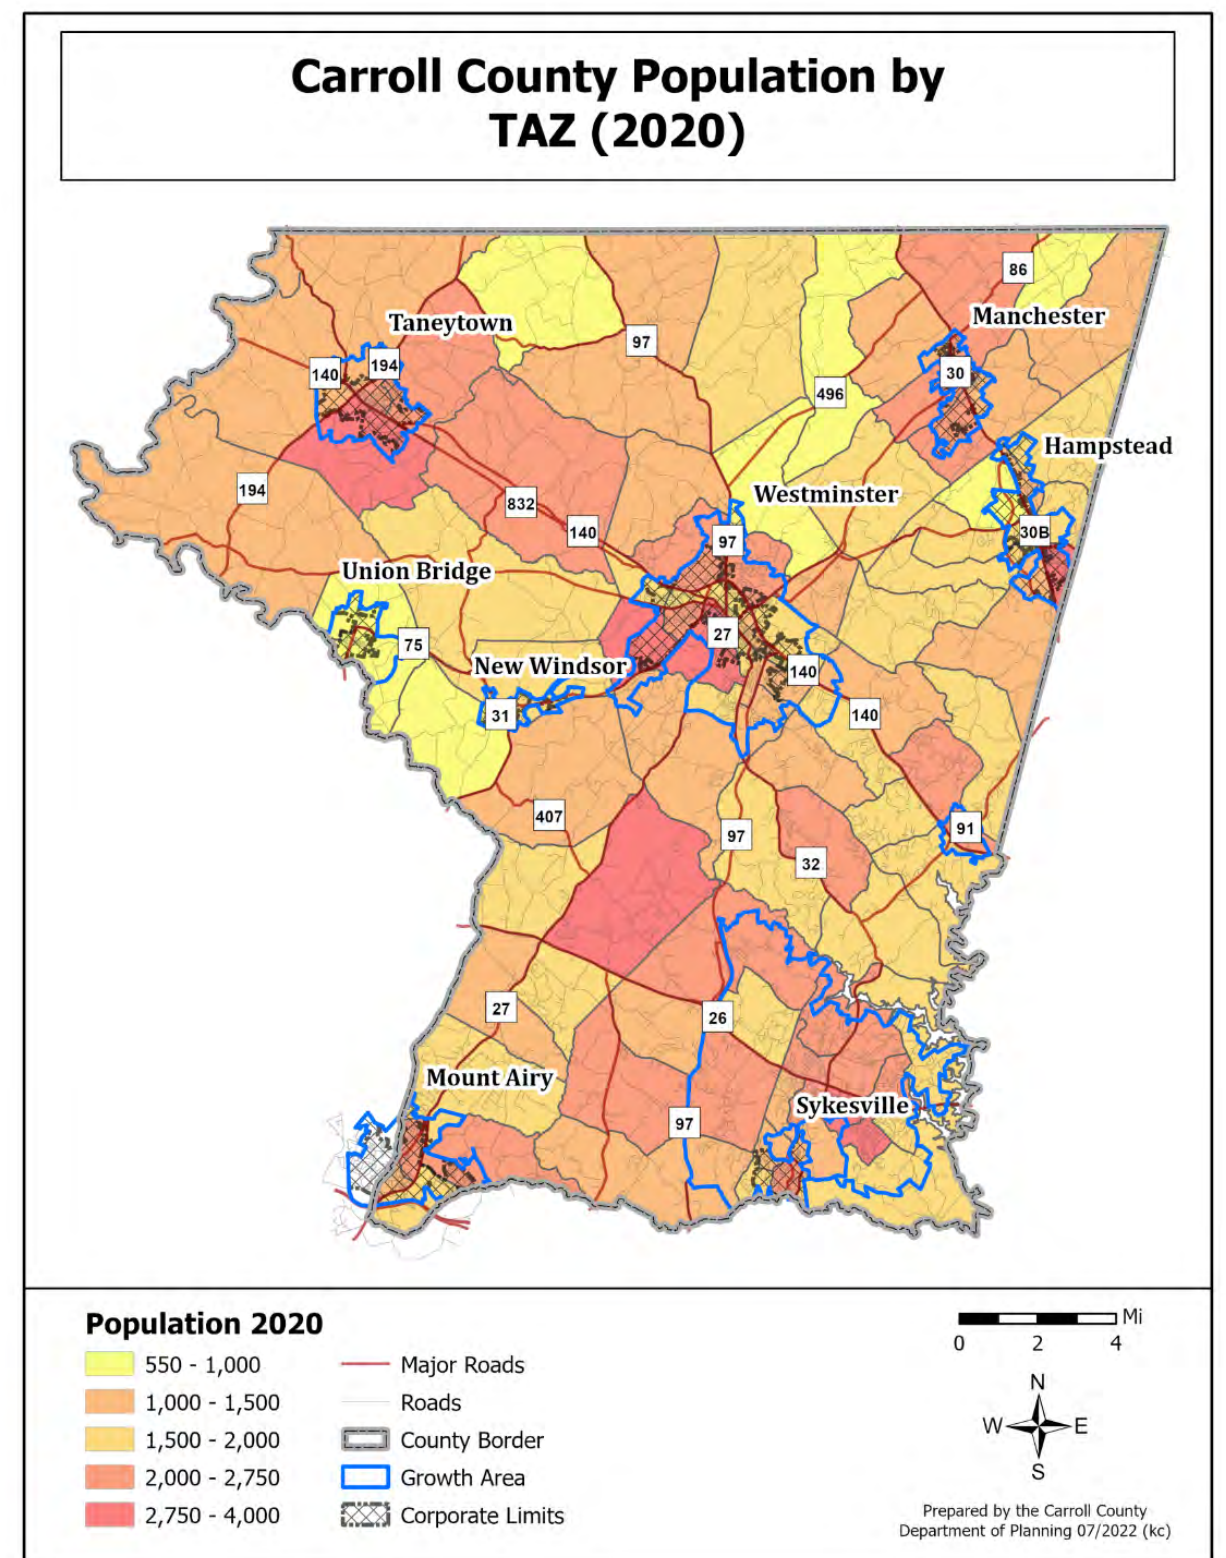 Carroll County Population by
TAZ (2020)
86
Manchester
Taneytown
97
140
194
30
496
Hampstead
194
832
Westminster
140
97
30B
Union Bridge
75
27
New Windsor
140
31
140
407
97
91
32
27
26
Mount Airy
Sykesville
97
Population 2020
550 - 1,000
1,000 - 1,500
1,500 - 2,000
2,000 - 2,750
2,750 - 4,000
Major Roads
Roads
County Border
Growth Area
Corporate Limits
Mi
0 2 4
N
W E
S
Prepared by the Carroll County
Department of Planning 07/2022 (kc)